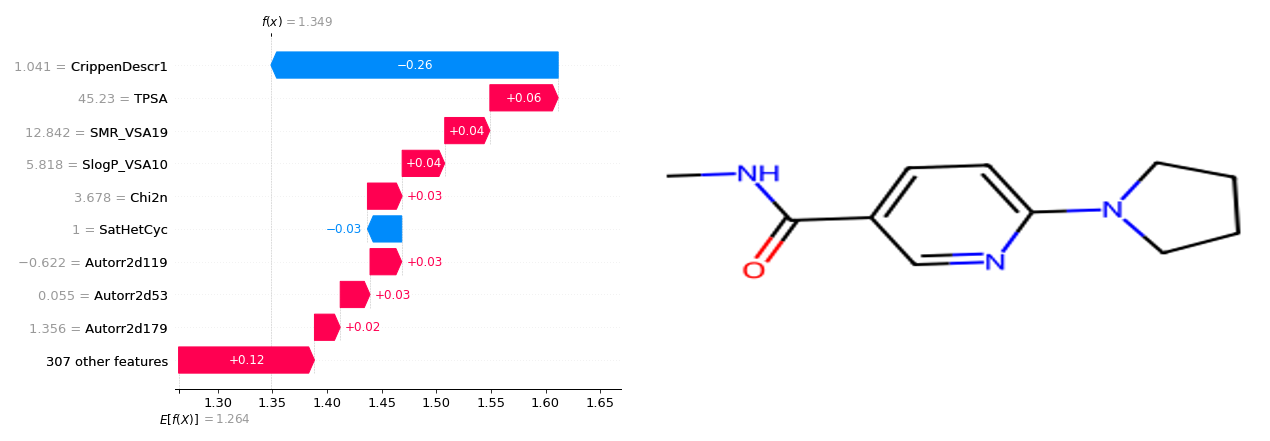 f(x) = 1.349
1.041 = CrippenDescr1
−0.26
45.23 = TPSA
+0.06
12.842 = SMR_VSA19
+0.04
5.818 = SlogP_VSA10
+0.04
3.678 = Chi2n
+0.03
1 = SatHetCyc
−0.03
−0.622 = Autorr2d119
+0.03
0.055 = Autorr2d53
+0.03
1.356 = Autorr2d179
+0.02
307 other features
+0.12
1.30 1.35 1.40 1.45 1.50 1.55 1.60 1.65
E[f(X)] = 1.264
NH
O
N
N